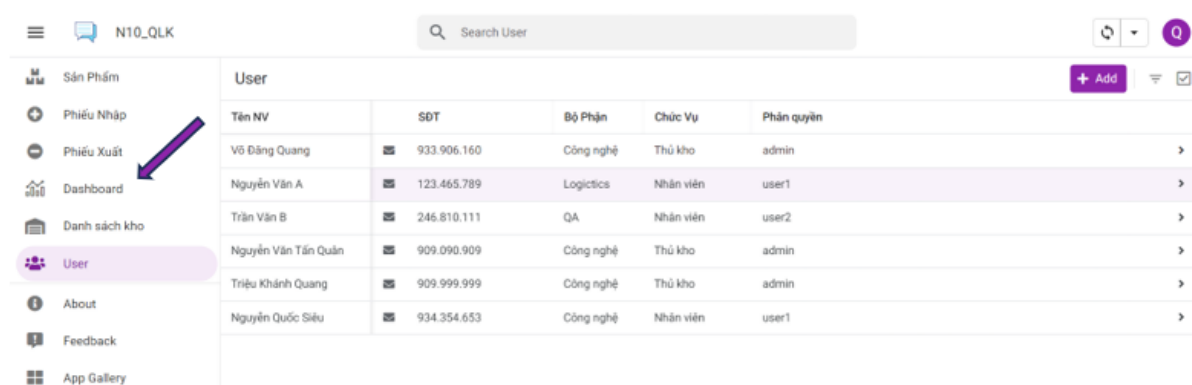 N10_QLK
Search User
Q
Sản Phẩm
Phiếu Nhập
Phiếu Xuất
Dashboard
Danh sách kho
User
About
Feedback
App Gallery
User
+ Add
Tên NV SĐT Bộ Phận Chức Vụ Phân quyền
Võ Đăng Quang 933.906.160 Công nghệ Thủ kho admin
Nguyễn Văn A 123.465.789 Logictics Nhân viên user1
Trần Văn B 246.810.111 QA Nhân viên user2
Nguyễn Văn Tấn Quân 909.090.909 Công nghệ Thủ kho admin
Triệu Khánh Quang 909.999.999 Công nghệ Thủ kho admin
Nguyễn Quốc Siêu 934.354.653 Công nghệ Nhân viên user1